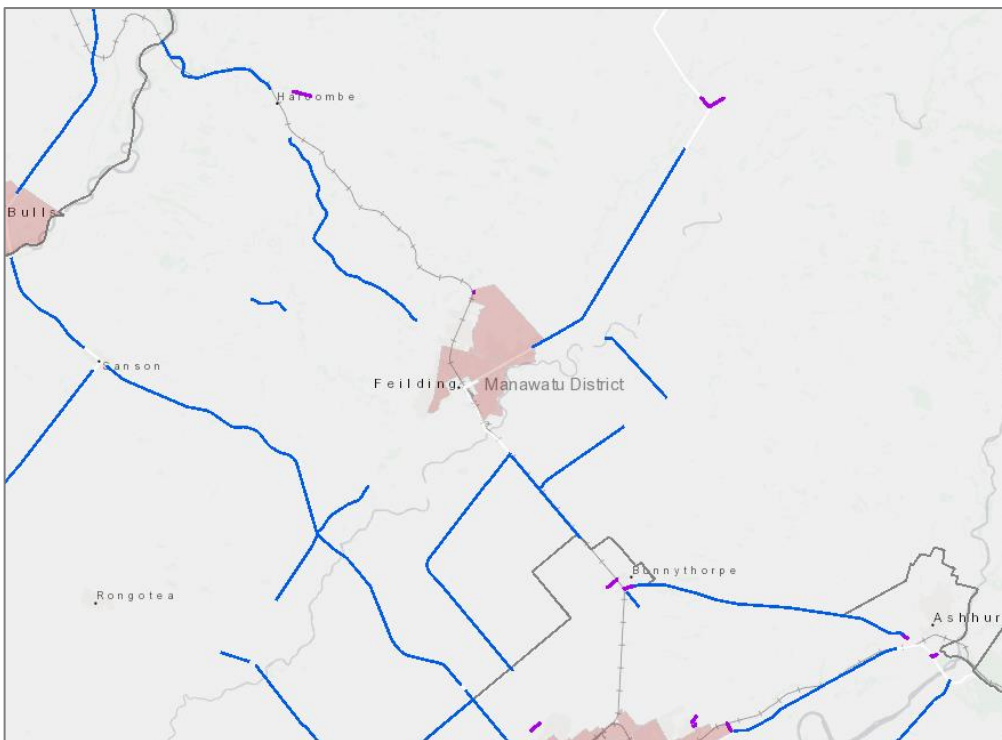 Halcombe
Bulls
Sanson
Feilding
Manawatu District
Bunnythorpe
Rongotea
Ashhur